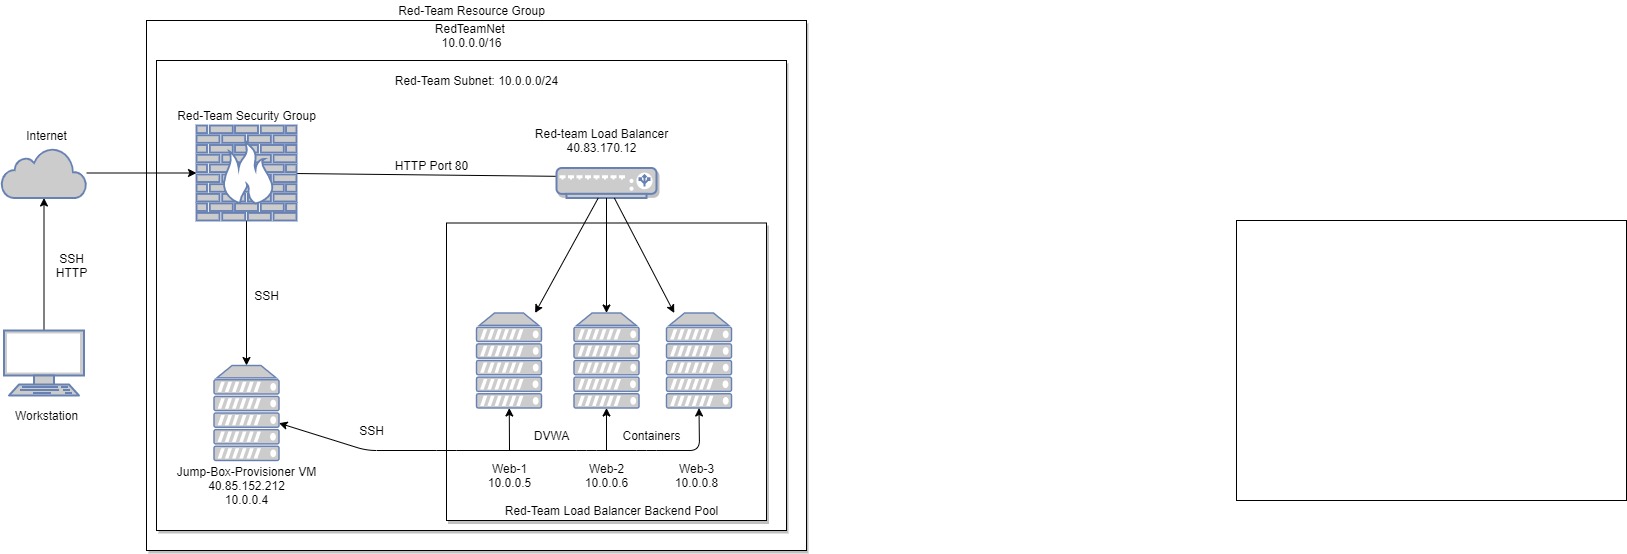 Red-Team Resource Group
RedTeamNet
10.0.0.0/16
Red-Team Subnet: 10.0.0.0/24
Red-Team Security Group
Internet
Red-team Load Balancer
40.83.170.12
HTTP Port 80
SSH
HTTP
SSH
Workstation
SSH
DVWA
Containers
Jump-Box-Provisioner VM
40.85.152.212
10.0.0.4
Web-1
10.0.0.5
Web-2
10.0.0.6
Web-3
10.0.0.8
Red-Team Load Balancer Backend Pool